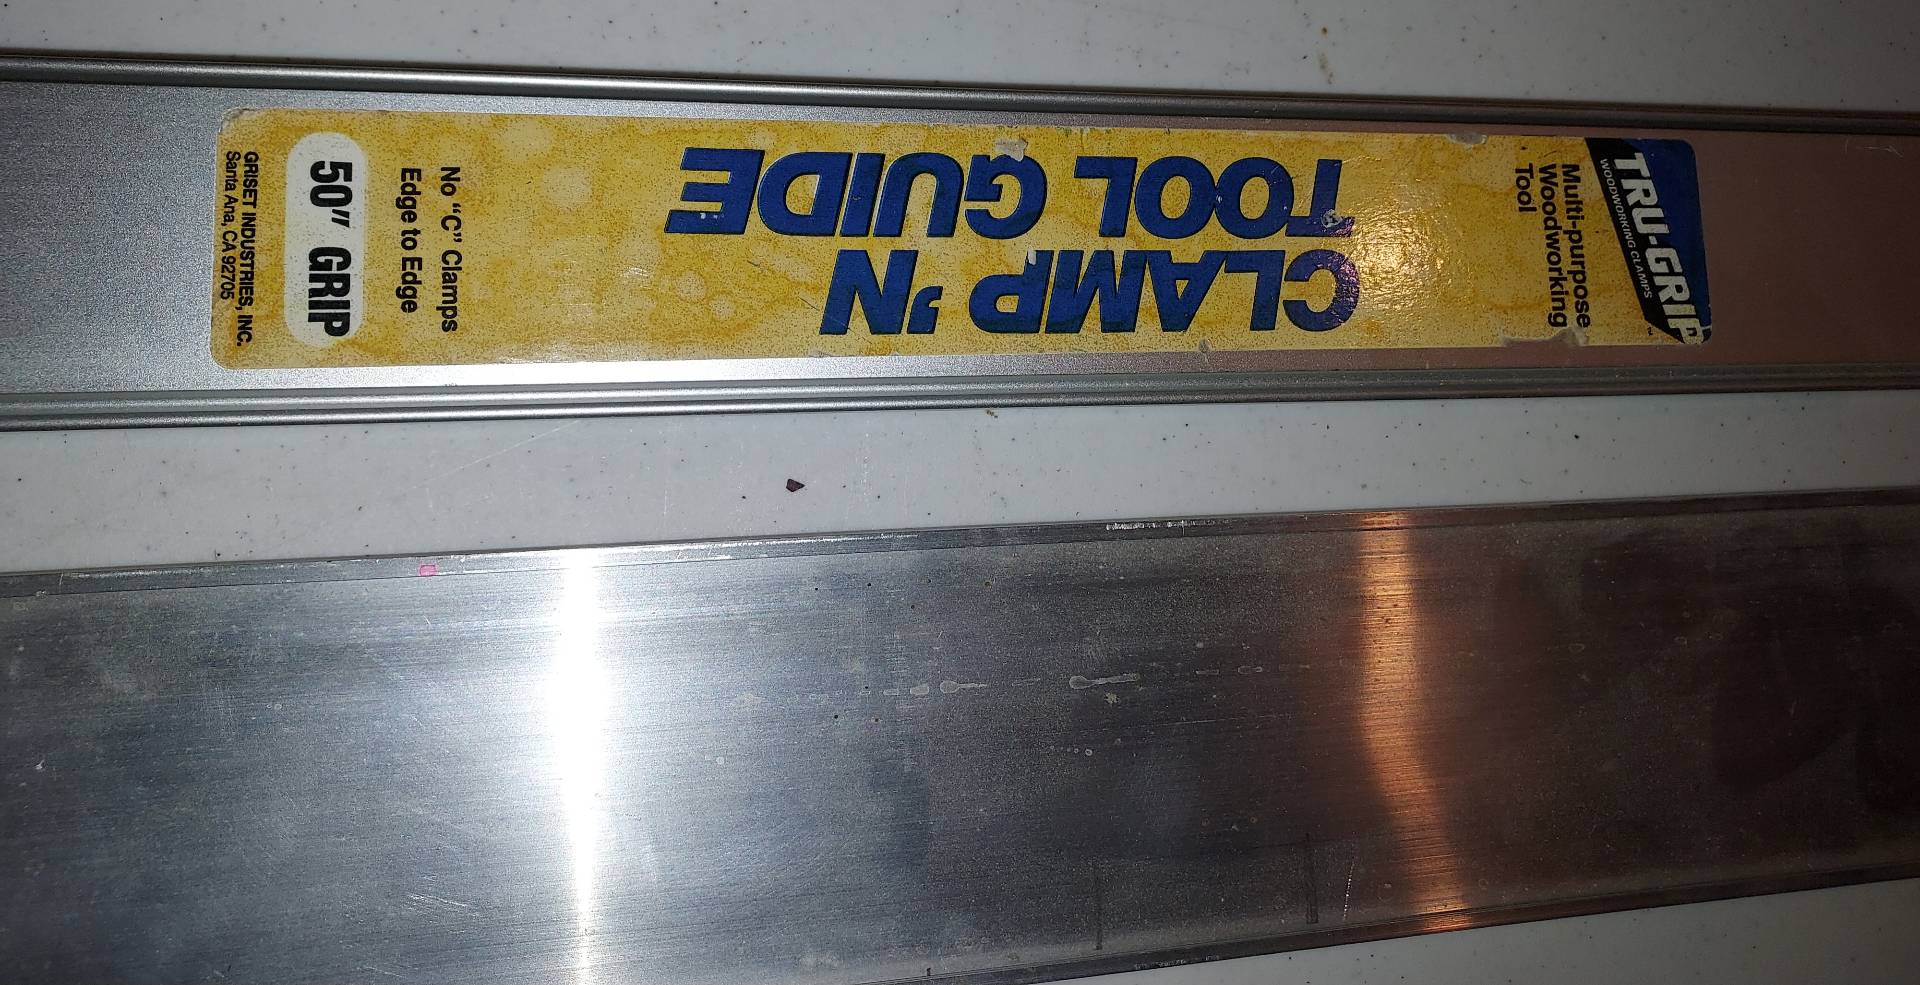 TRU-GRIP
WOODWORKING CLAMPS
Multi-purpose
Woodworking
Tool
CLAMP 'N
TOOL GUIDE
No "C" Clamps
Edge to Edge
50" GRIP
GRISET INDUSTRIES, INC.
Santa Ana, CA 92705